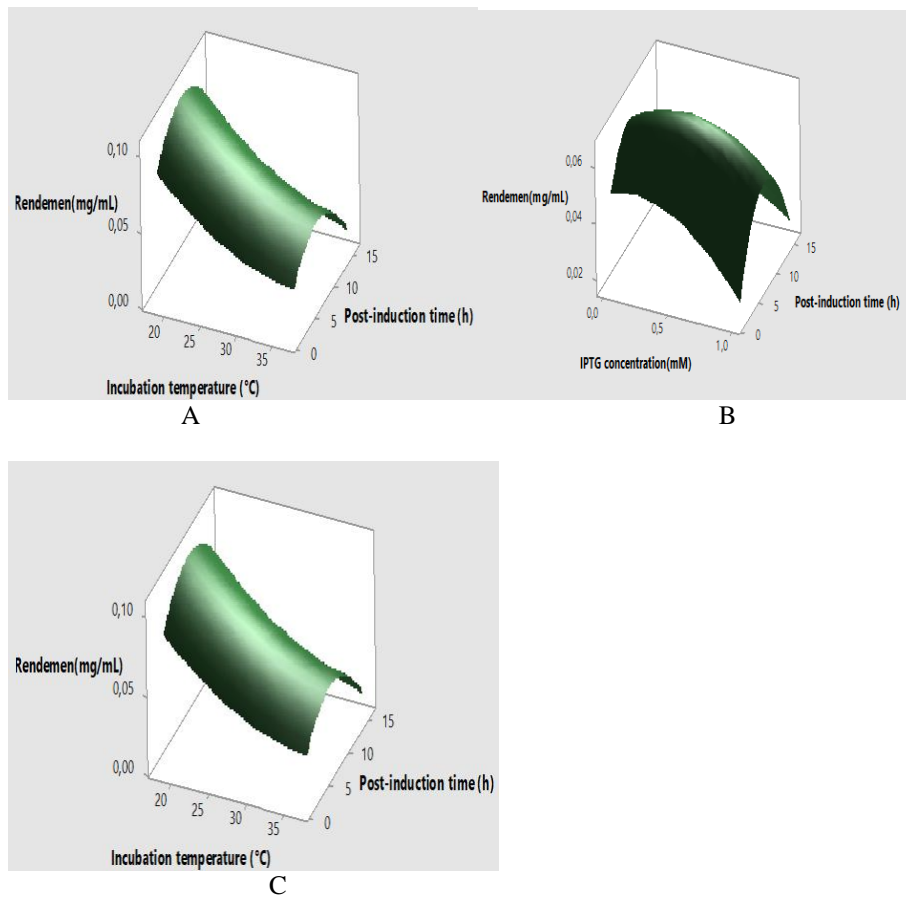 0,10
Rendemen(mg/mL)
0,05
0,00
20
25
30
35
0
5
10
15
Post-induction time (h)
Incubation temperature (°C)
A
0,06
Rendemen(mg/mL)
0,04
0,02
0,0
0,5
1,0
0
5
10
15
Post-induction time (h)
IPTG concentration(mM)
B
0,10
Rendemen(mg/mL)
0,05
0,00
20
25
30
35
0
5
10
15
Post-induction time (h)
Incubation temperature (°C)
C